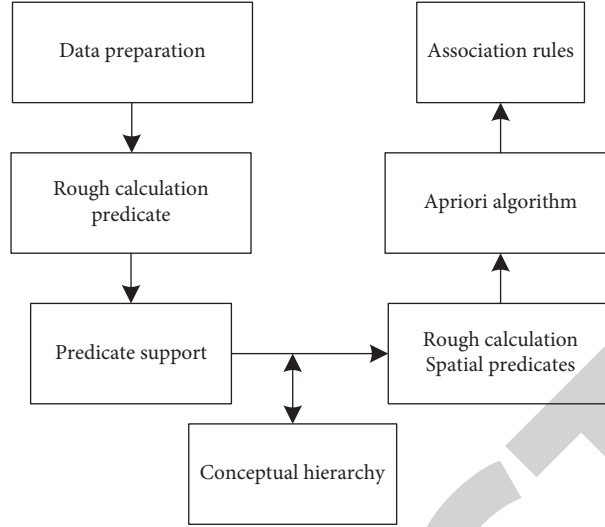 Data preparation
Association rules
Rough calculation
predicate
Apriori algorithm
Predicate support
Rough calculation
Spatial predicates
Conceptual hierarchy